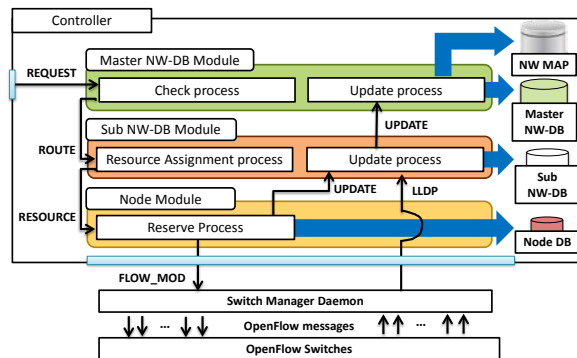 Controller
Master NW-DB Module
NW MAP
REQUEST
Check process
Update process
Master
NW-DB
UPDATE
Sub NW-DB Module
ROUTE
Resource Assignment process
Update process
Sub
NW-DB
UPDATE
LLDP
Node Module
RESOURCE
Reserve Process
Node DB
FLOW_MOD
Switch Manager Daemon
...
OpenFlow messages
...
OpenFlow Switches